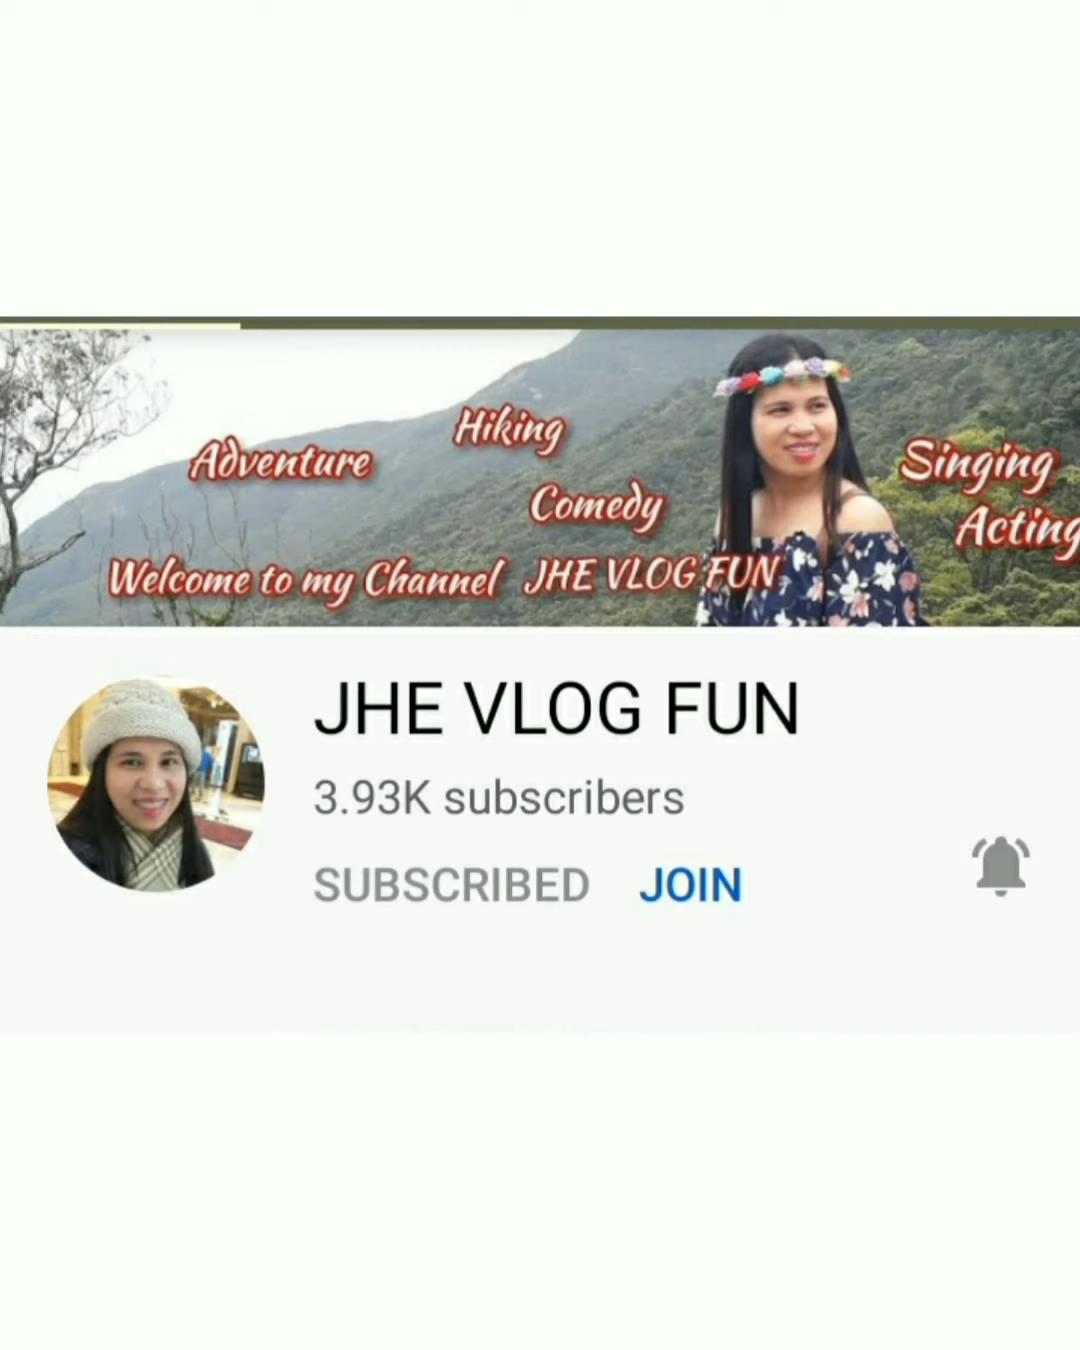 Hiking
Adventure
Singing
Comedy
Acting
Welcome to my Channel JHE VLOG FUN
JHE VLOG FUN
3.93K subscribers
SUBSCRIBED JOIN